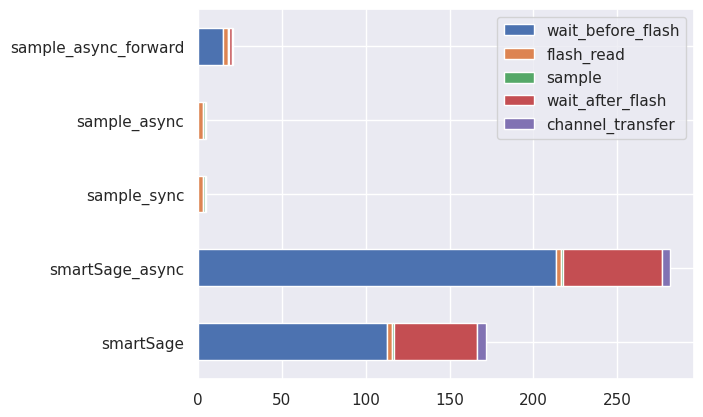 wait_before_flash
flash_read
sample
wait_after_flash
channel_transfer
sample_async_forward
sample_async
sample_sync
smartSage_async
smartSage
0 50 100 150 200 250